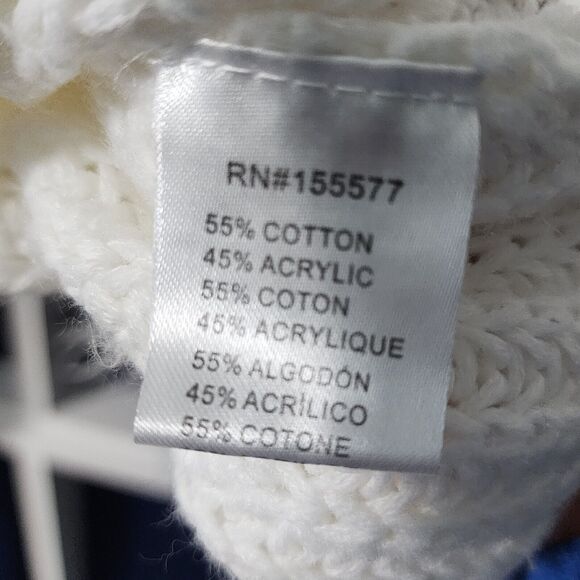 RN#155577
55% COTTON
45% ACRYLIC
55% COTON
45% ACRYLIQUE
55% ALGODÓN
45% ACRÍLICO
55% COTONE